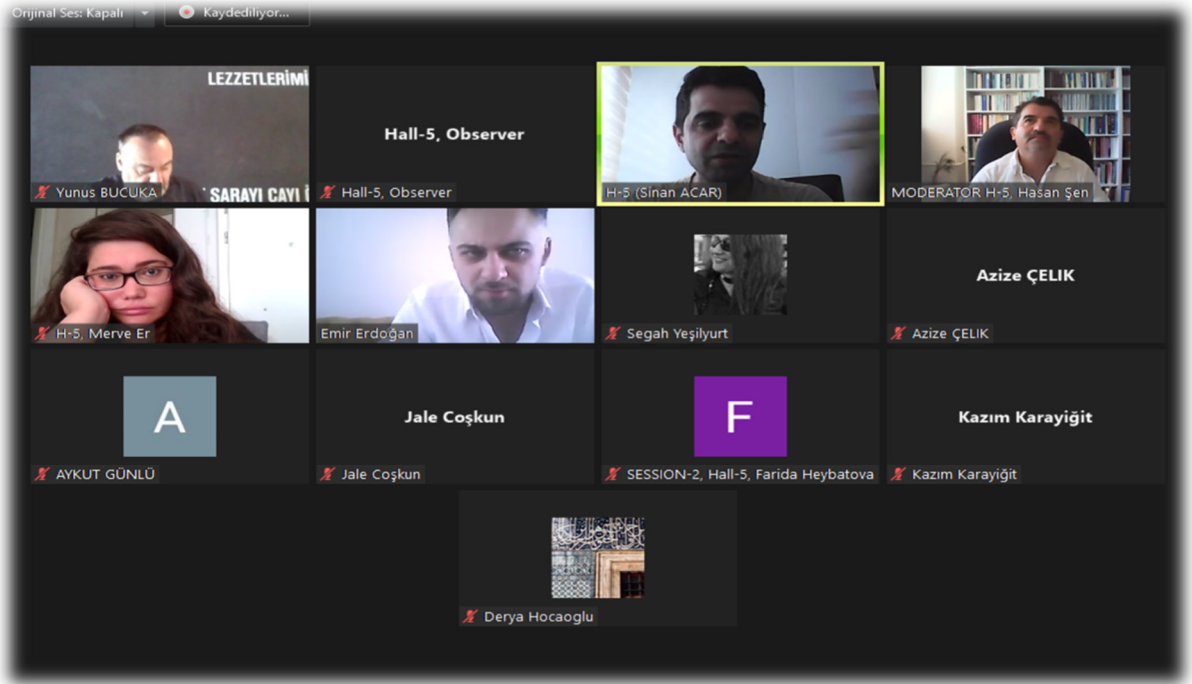 Orijinal Ses: Kapalı
Kaydediliyor...
LEZZETLERİMİ
SARAYI ÇAYI
Yunus BUCUKA
Hall-5, Observer
Hall-5, Observer
H-5 (Sinan ACAR)
MODERATOR H-5, Hasan Şen
H-5, Merve Er
Emir Erdoğan
Segah Yeşilyurt
Azize ÇELIK
Azize ÇELIK
A
AYKUT GÜNLÜ
Jale Coşkun
Jale Coşkun
F
SESSION-2, Hall-5, Farida Heybatova
Kazım Karayiğit
Kazım Karayiğit
Derya Hocaoglu